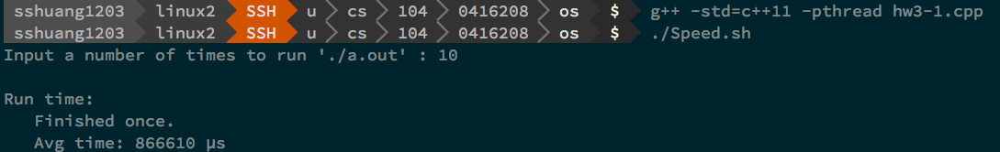 sshuang1203 linux2 SSH u cs 104 0416208 os $ g++ -std=c++11 -pthread hw3-1.cpp
sshuang1203 linux2 SSH u cs 104 0416208 os $ ./Speed.sh
Input a number of times to run './a.out' : 10
Run time:
Finished once.
Avg time: 866610 µs